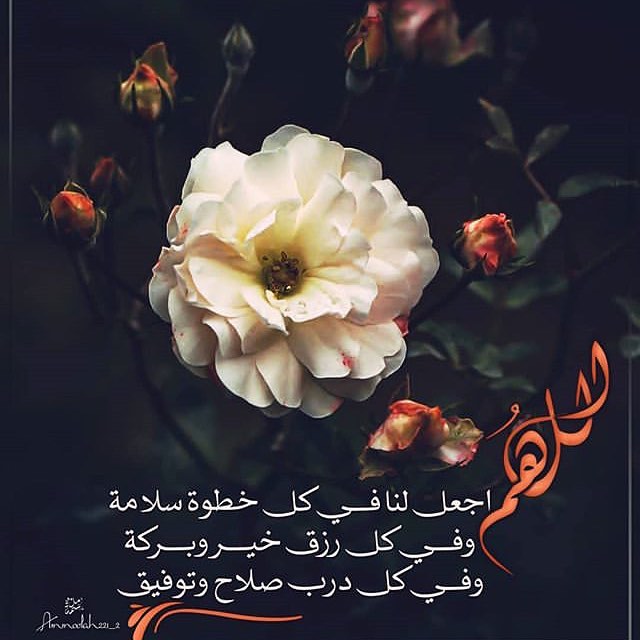 اللهم
اجعل لنا في كل خطوة سلامة
وفي كل رزق خير وبركة
وفي كل درب صلاح وتوفيق